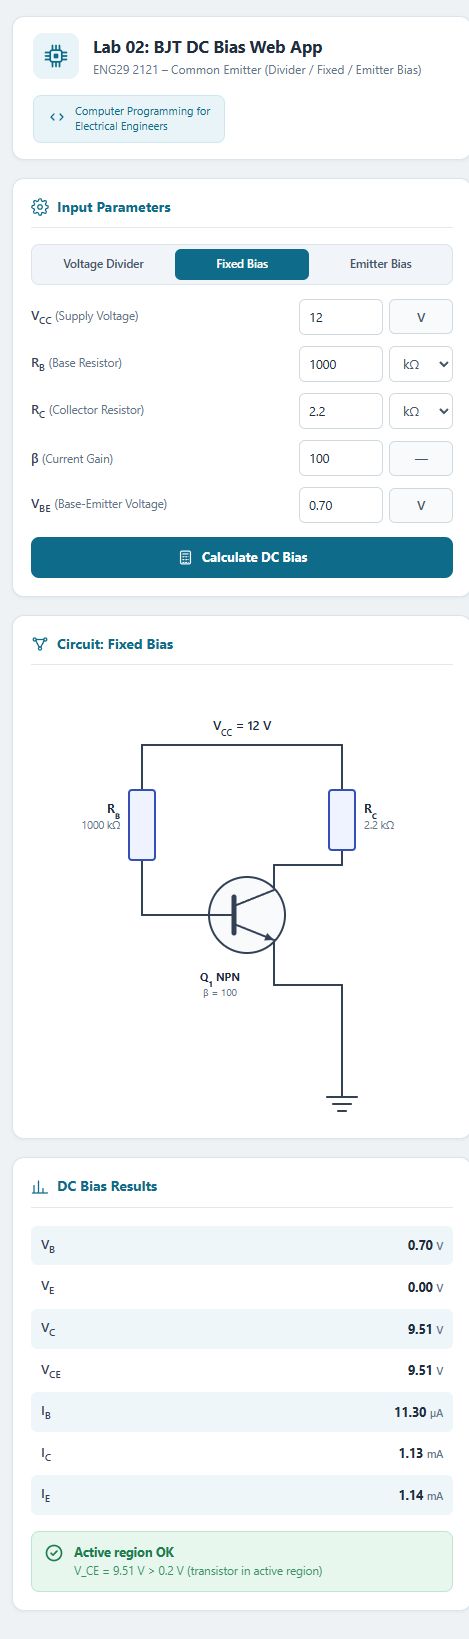 Lab 02: BJT DC Bias Web App
ENG29 2121 – Common Emitter (Divider / Fixed / Emitter Bias)
Computer Programming for
Electrical Engineers
Input Parameters
Voltage Divider Fixed Bias Emitter Bias
VCC (Supply Voltage) 12 V
RB (Base Resistor) 1000 kΩ
RC (Collector Resistor) 2.2 kΩ
β (Current Gain) 100 —
VBE (Base-Emitter Voltage) 0.70 V
Calculate DC Bias
Circuit: Fixed Bias
VCC = 12 V
RB RC
1000 kΩ 2.2 kΩ
Q1 NPN
β = 100
DC Bias Results
VB 0.70 V
VE 0.00 V
VC 9.51 V
VCE 9.51 V
IB 11.30 µA
IC 1.13 mA
IE 1.14 mA
Active region OK
V_CE = 9.51 V > 0.2 V (transistor in active region)